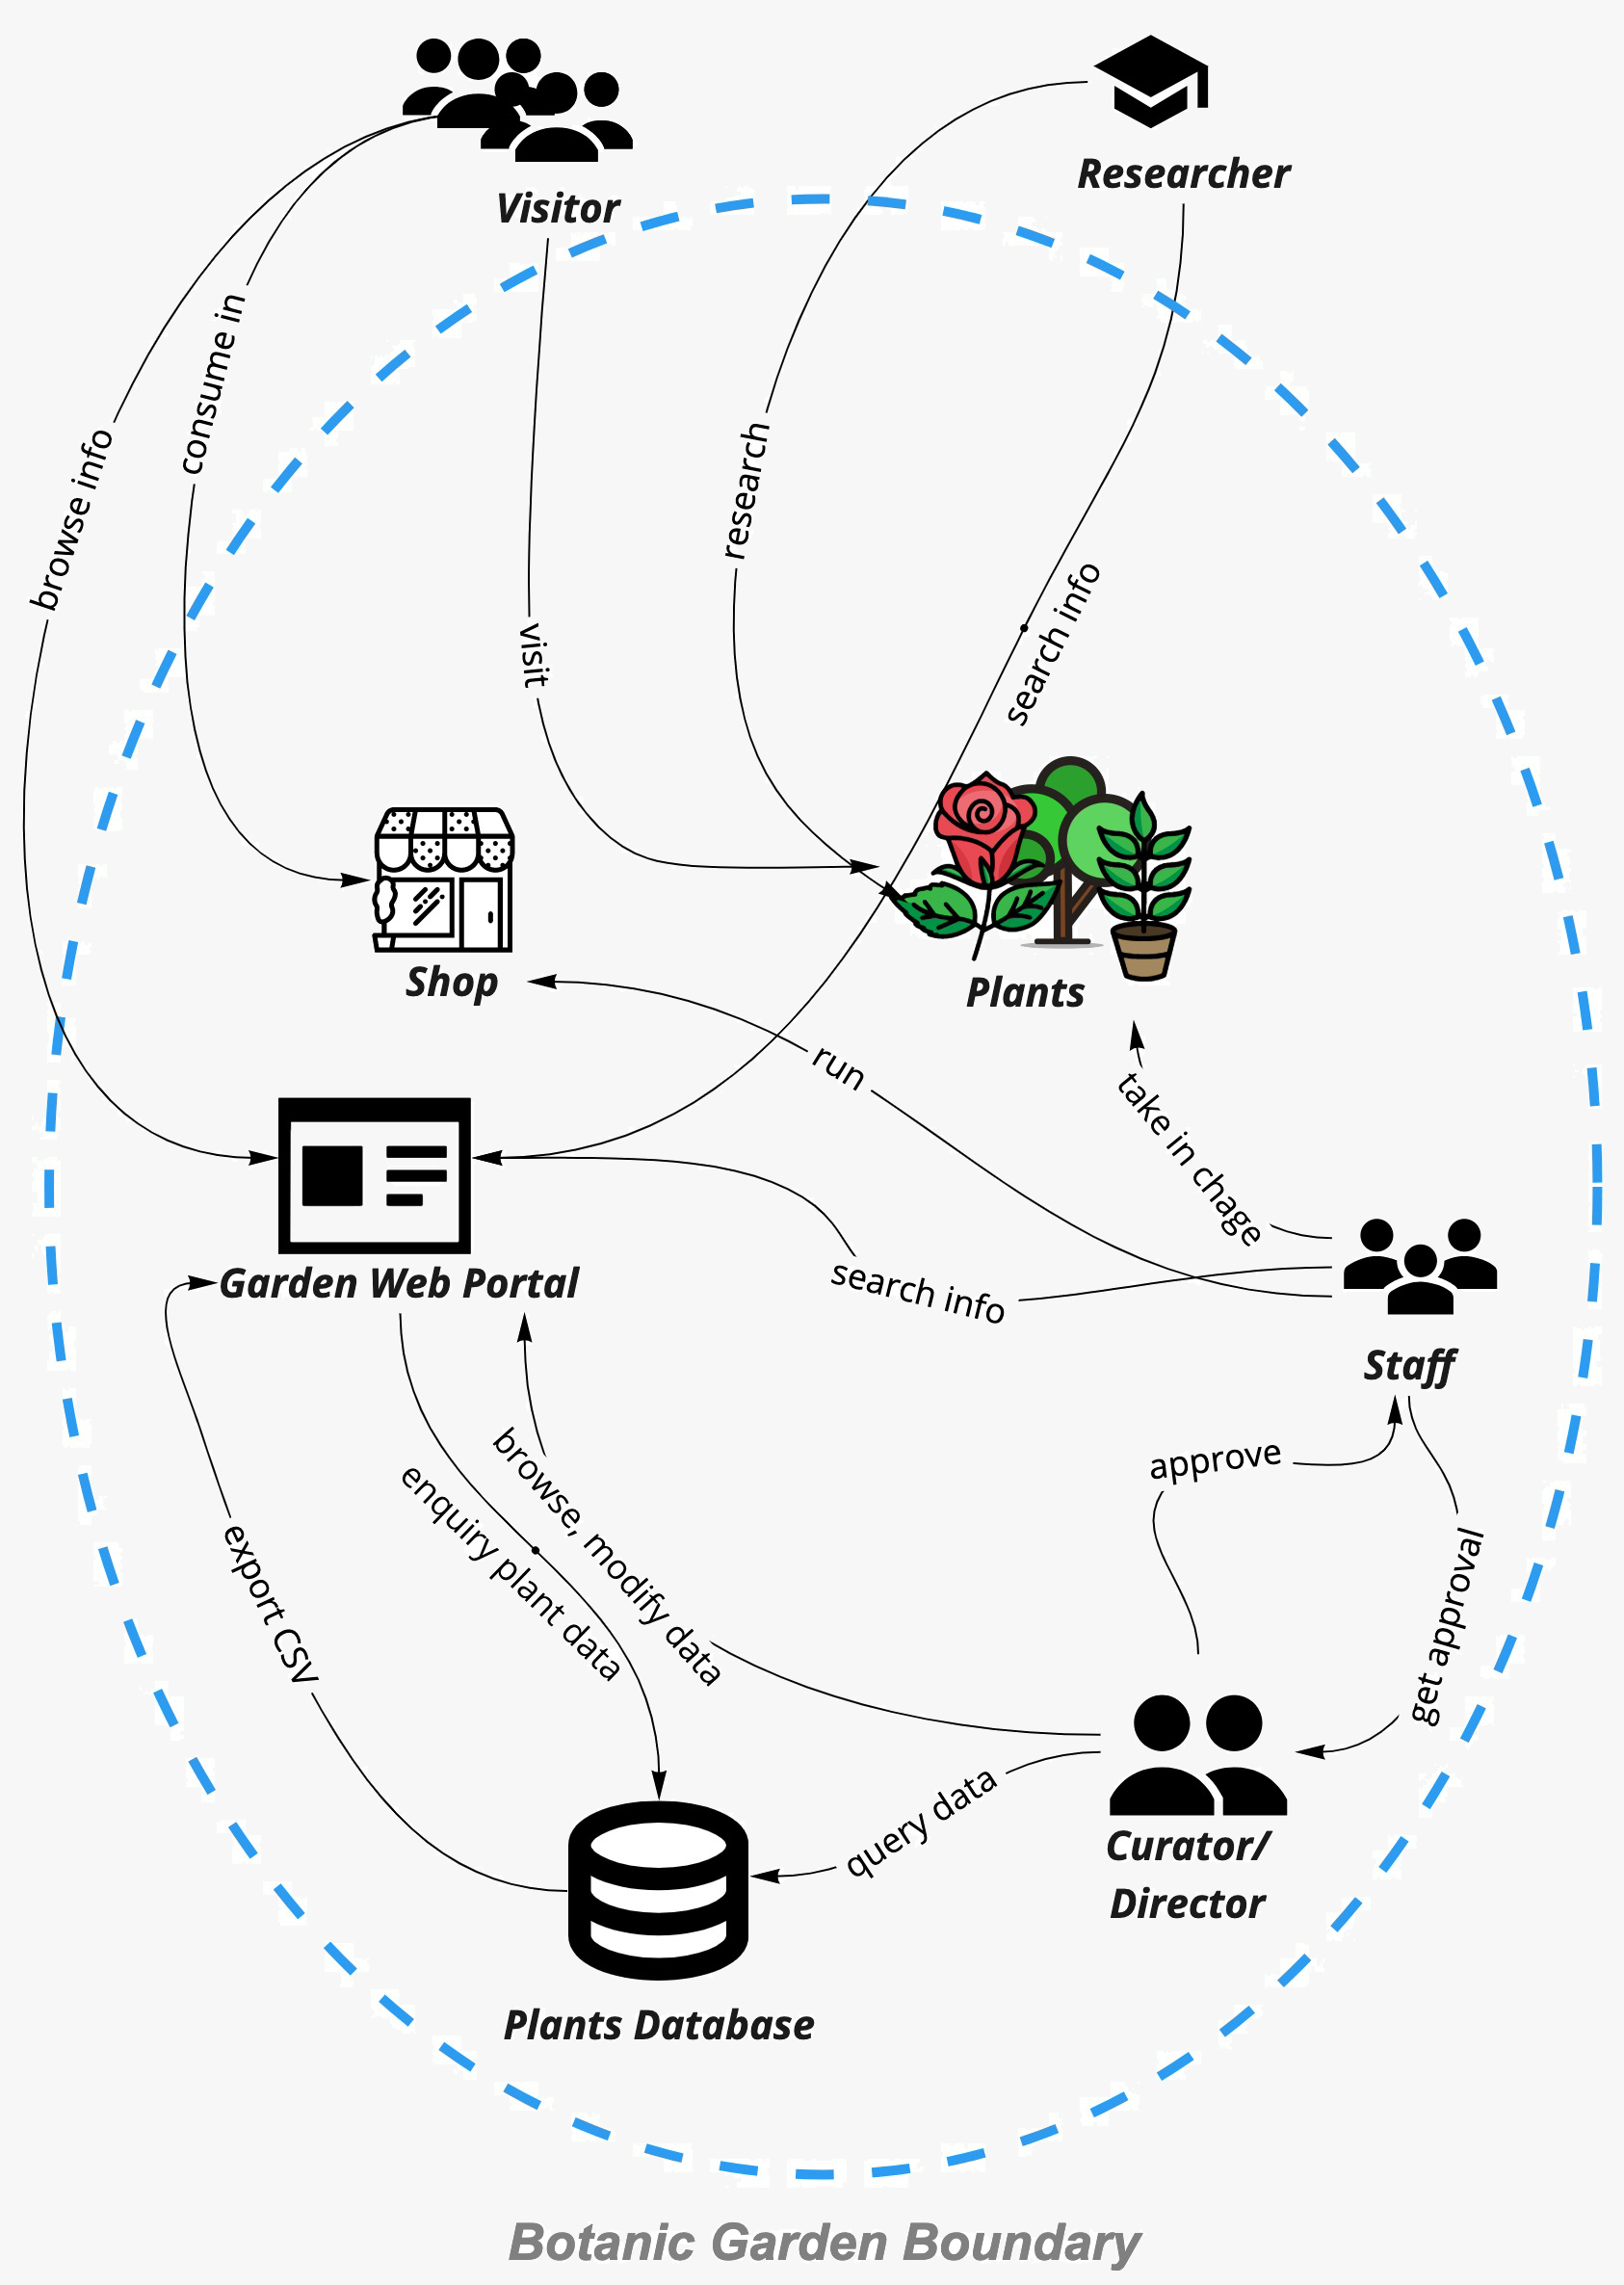 Visitor
Researcher
consume in
browse info
research
search info
visit
Shop
Plants
run
take in chage
Garden Web Portal
search info
Staff
approve
browse, modify data
enquiry plant data
export CSV
get approval
query data
Curator/
Director
Plants Database
Botanic Garden Boundary